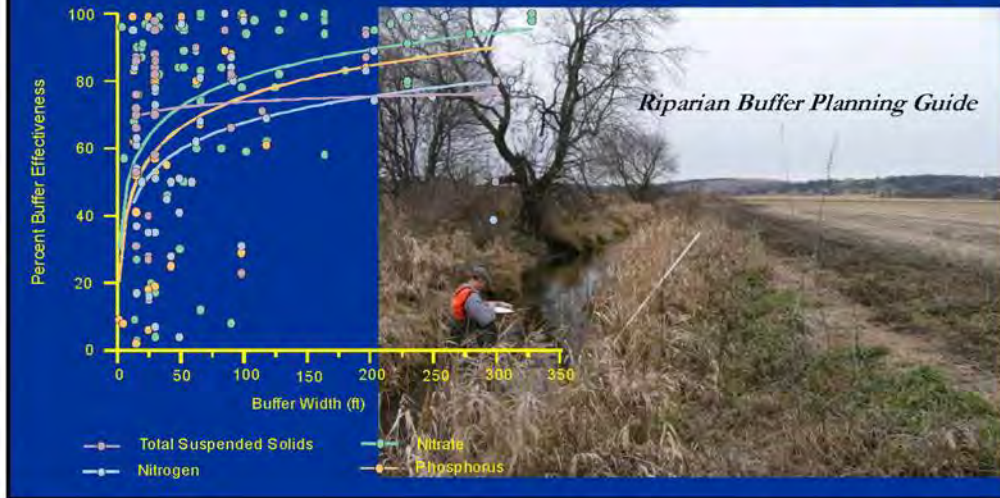 Riparian Buffer Planning Guide
Percent Buffer Effectiveness
100
80
60
40
20
0
0 50 100 150 200 250 300 350
Buffer Width (ft)
Total Suspended Solids
Nitrate
Nitrogen
Phosphorus